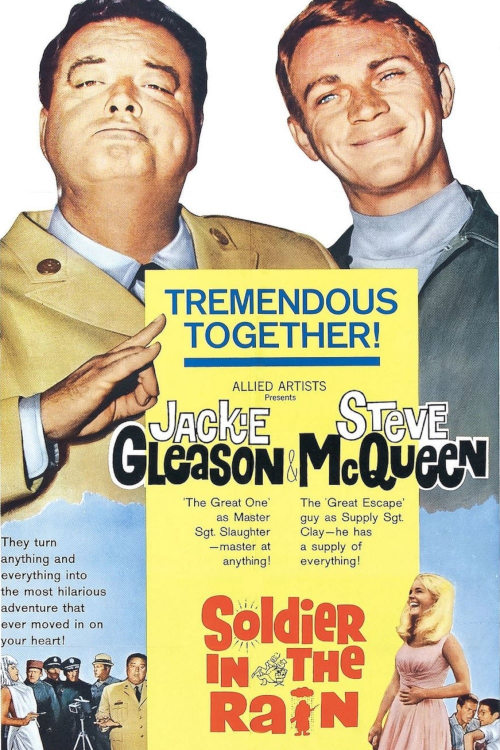 TREMENDOUS
TOGETHER!
ALLIED ARTISTS
Presents
JACKIE
GLEASON
& 
STEVE
McQUEEN
'The Great One'
as Master
Sgt. Slaughter
—master at
anything!
The 'Great Escape'
guy as Supply Sgt.
Clay—he has
a supply of
everything!
They turn
anything and
everything into
the most hilarious
adventure that
ever moved in on
your heart!
SOLDIER
IN THE
RAIN